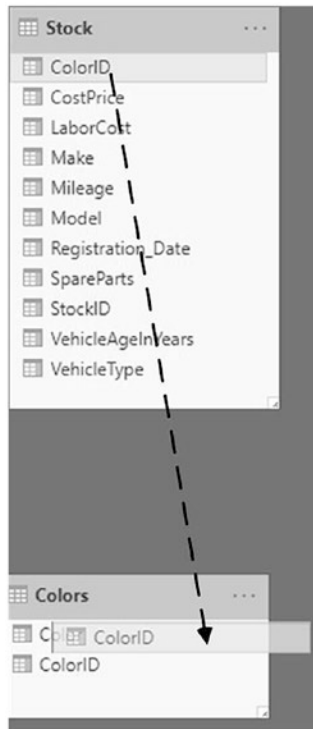 Stock
ColorID
CostPrice
LaborCost
Make
Mileage
Model
Registration_Date
SpareParts
StockID
VehicleAgeInYears
VehicleType
Colors
ColorID
ColorID